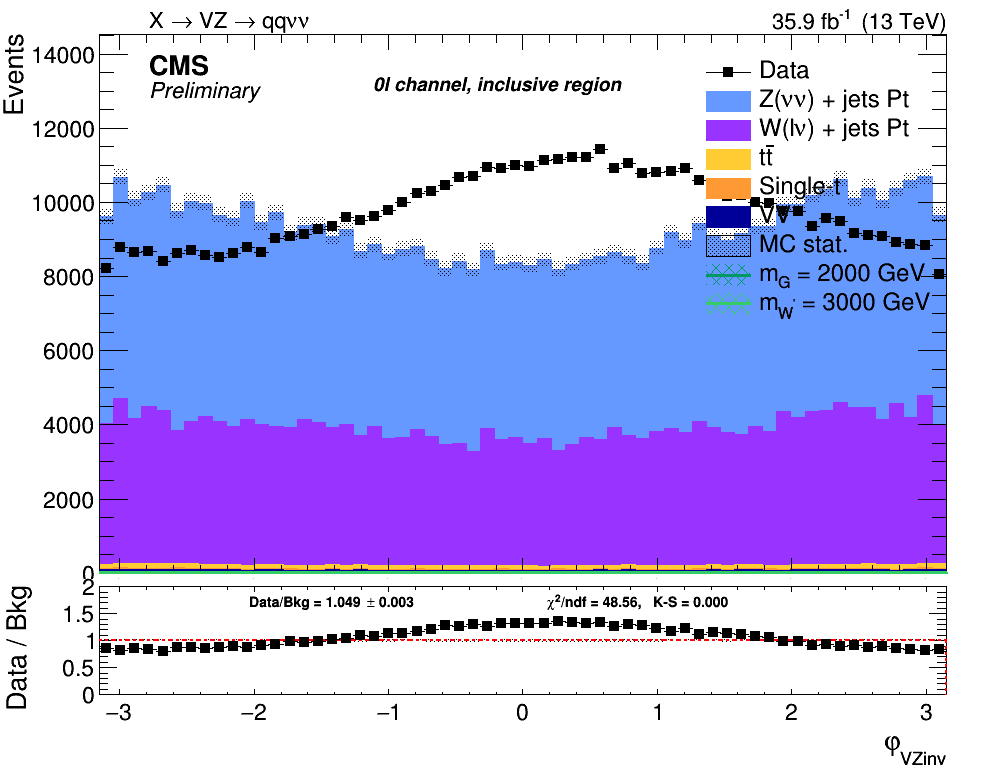 X → VZ → qqνν
35.9 fb⁻¹ (13 TeV)
Events
CMS
Preliminary
0l channel, inclusive region
Data
Z(νν) + jets Pt
W(lν) + jets Pt
tt̄
Single-t
VV
MC stat.
m_G = 2000 GeV
m_W' = 3000 GeV
14000
12000
10000
8000
6000
4000
2000
0
Data / Bkg
2
1.5
1
0.5
0
Data/Bkg = 1.049 ± 0.003
χ²/ndf = 48.56, K-S = 0.000
−3
−2
−1
0
1
2
3
φ_VZinv